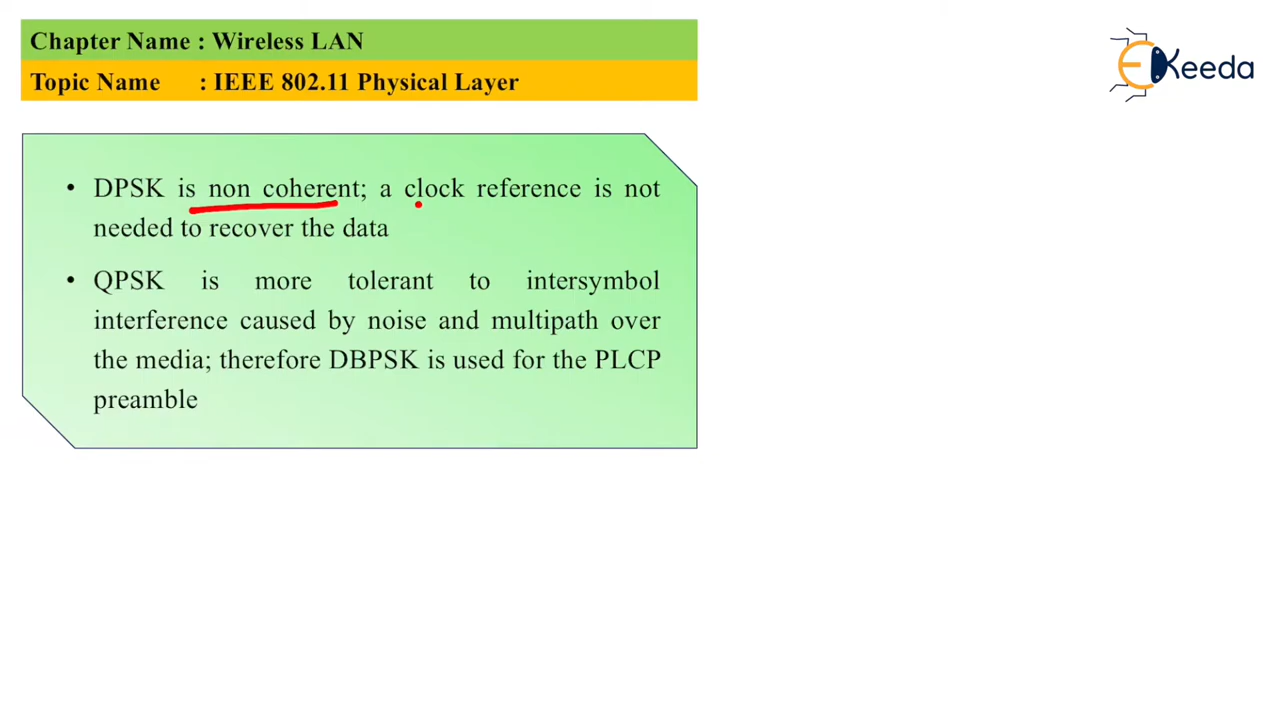 Chapter Name : Wireless LAN
Topic Name : IEEE 802.11 Physical Layer
EKeeda
• DPSK is non coherent; a clock reference is not
needed to recover the data
• QPSK is more tolerant to intersymbol
interference caused by noise and multipath over
the media; therefore DBPSK is used for the PLCP
preamble